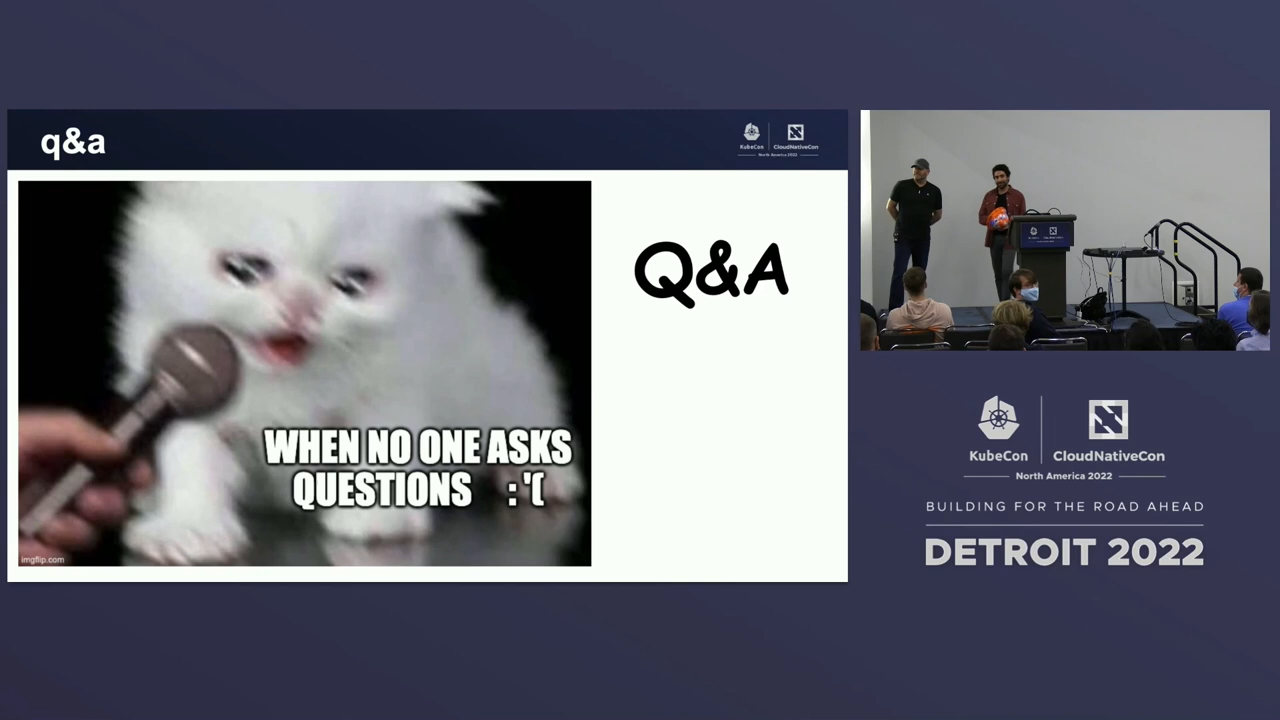 q&a
KubeCon
CloudNativeCon
North America 2022
WHEN NO ONE ASKS
QUESTIONS : '(
imgflip.com
Q&A
KubeCon
CloudNativeCon
North America 2022
BUILDING FOR THE ROAD AHEAD
DETROIT 2022